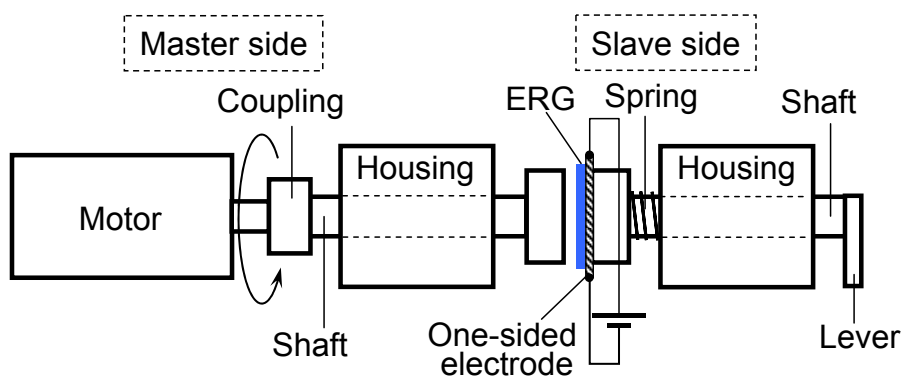 Master side
Slave side
Coupling
ERG
Spring
Shaft
Motor
Housing
Housing
Shaft
One-sided
electrode
Lever